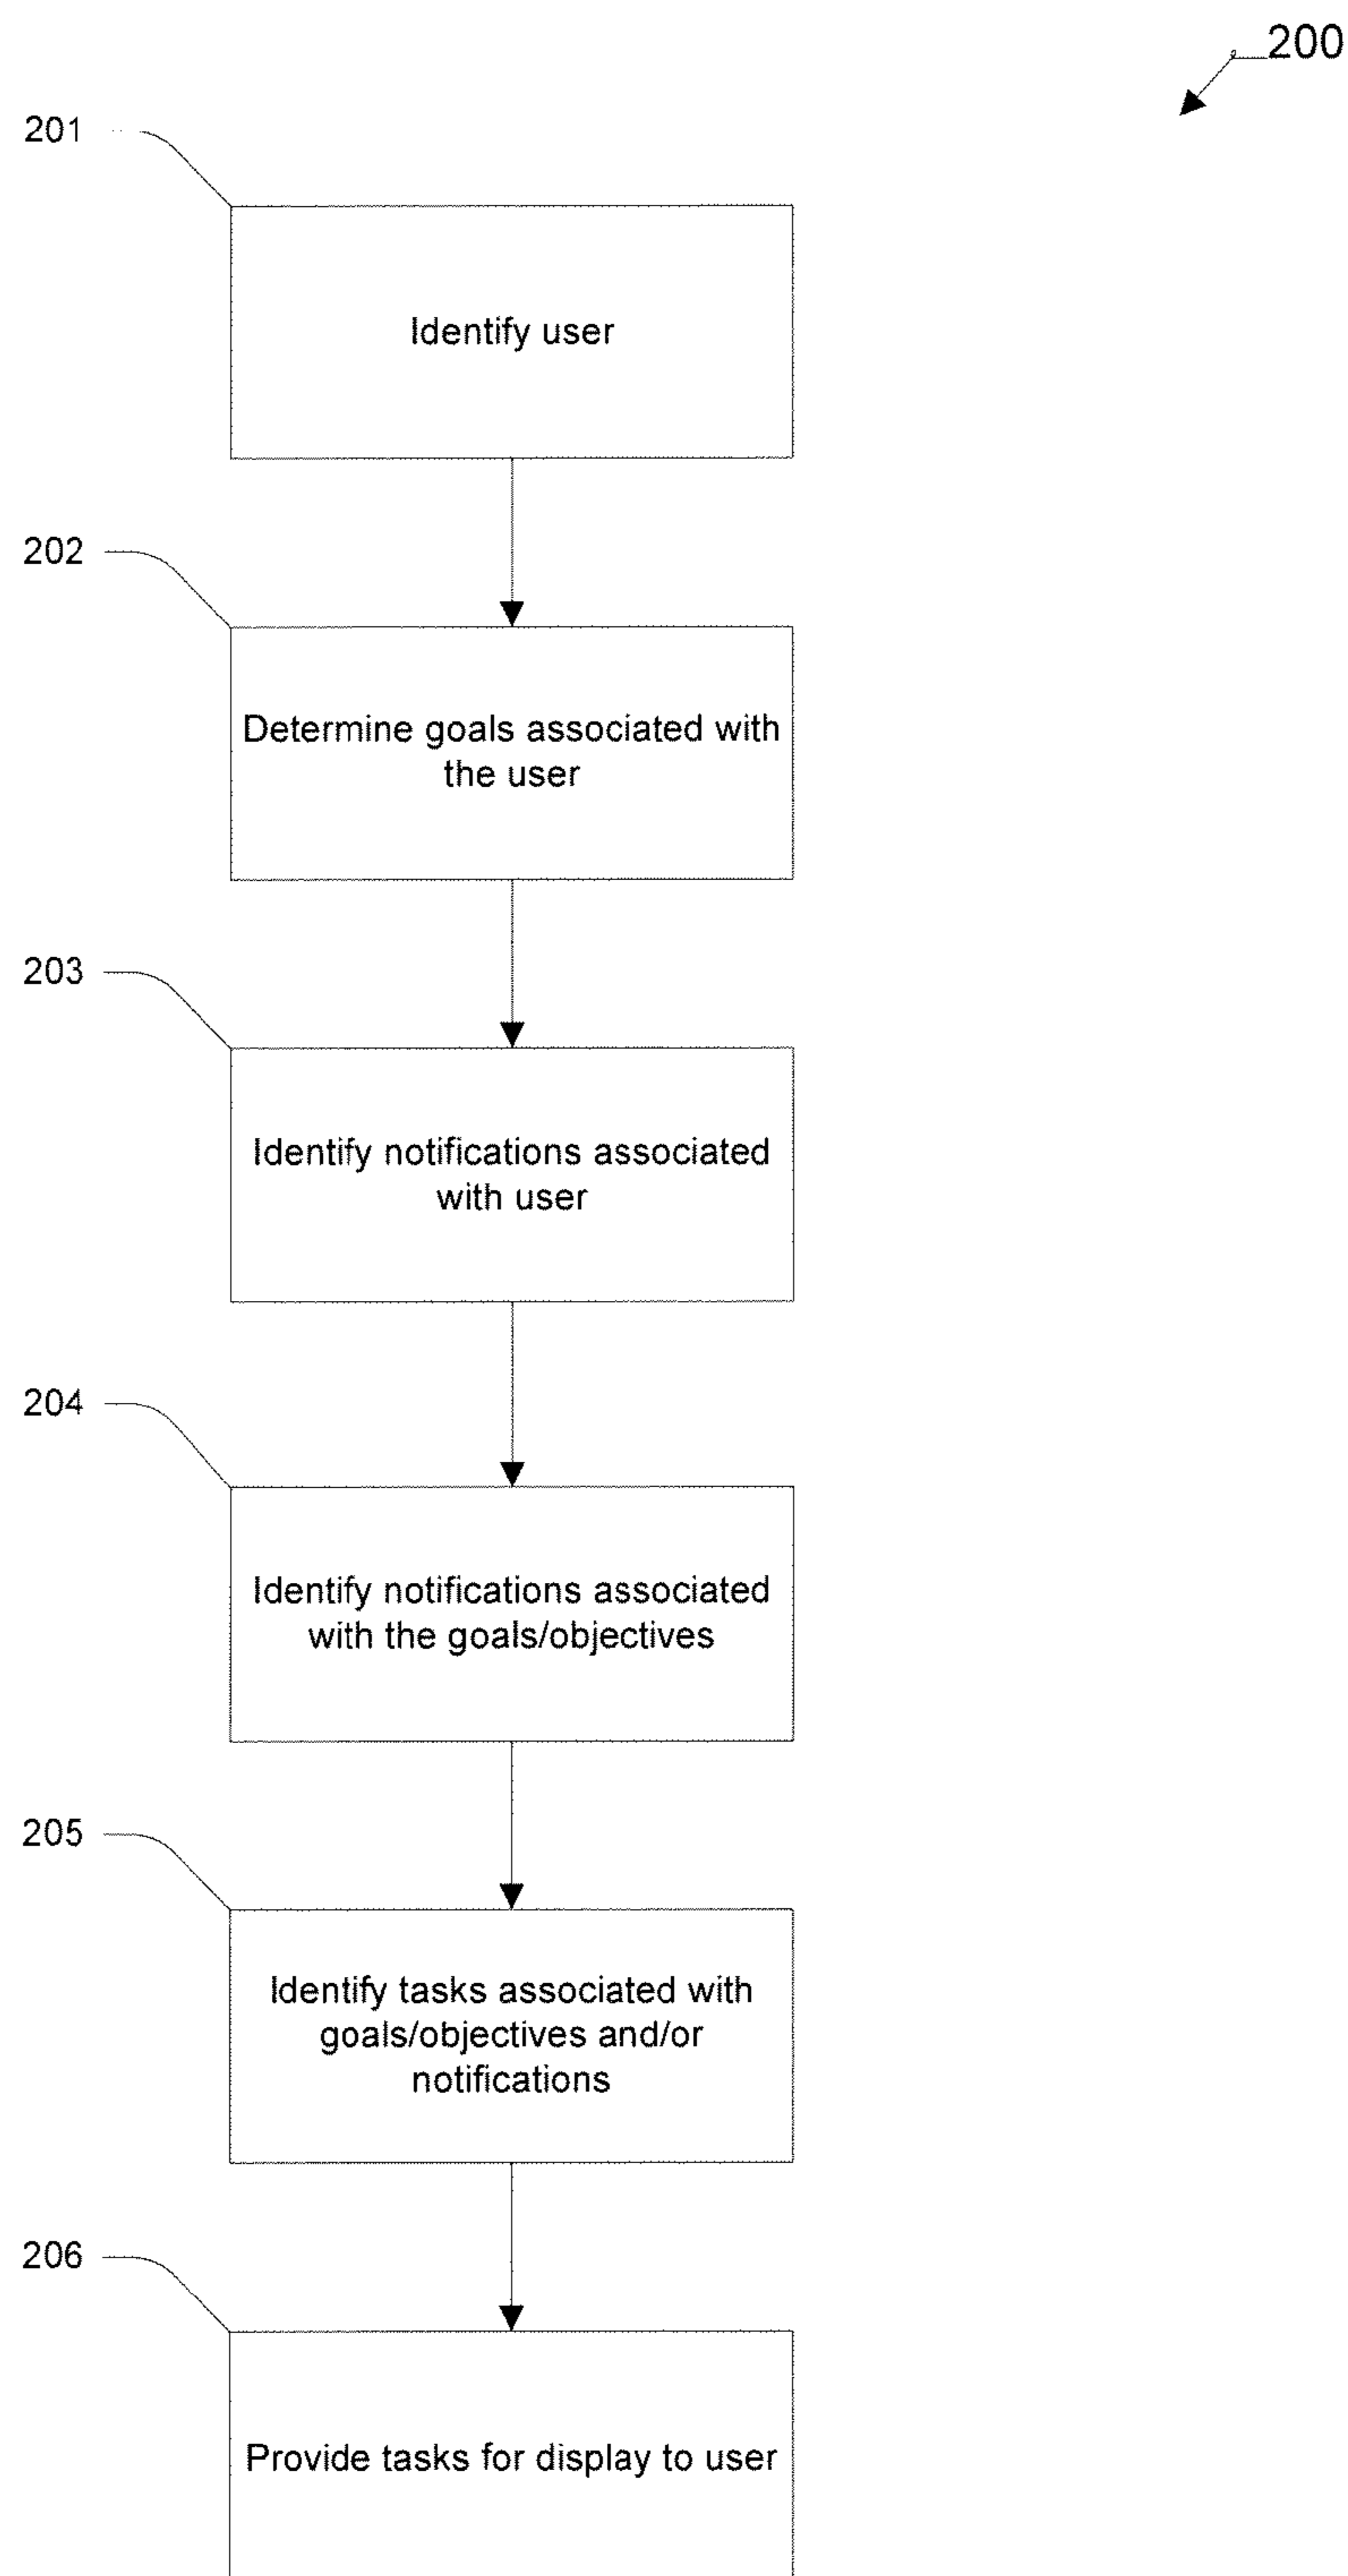 200
201
Identify user
202
Determine goals associated with
the user
203
Identify notifications associated
with user
204
Identify notifications associated
with the goals/objectives
205
Identify tasks associated with
goals/objectives and/or
notifications
206
Provide tasks for display to user